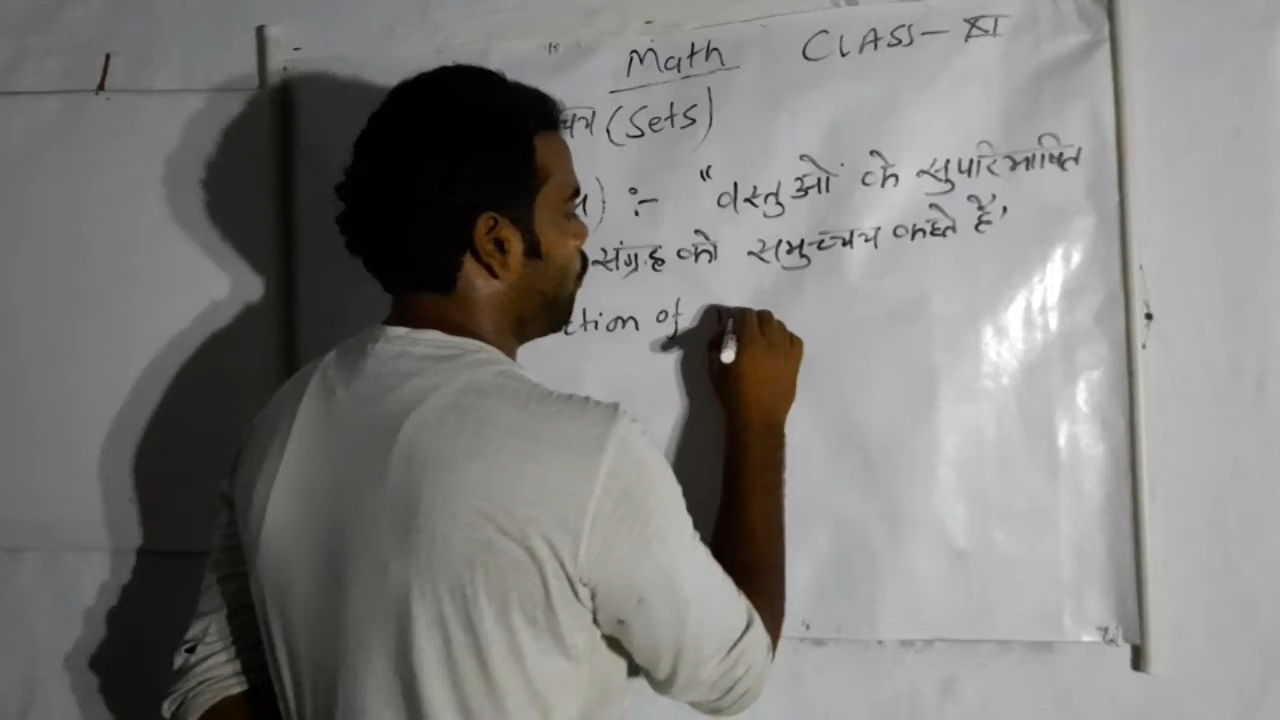 Math CLASS-XI
(Sets)
:- "वस्तुओं के सुपरिभाषित
संग्रह को समुच्चय कहते हैं'
ction of